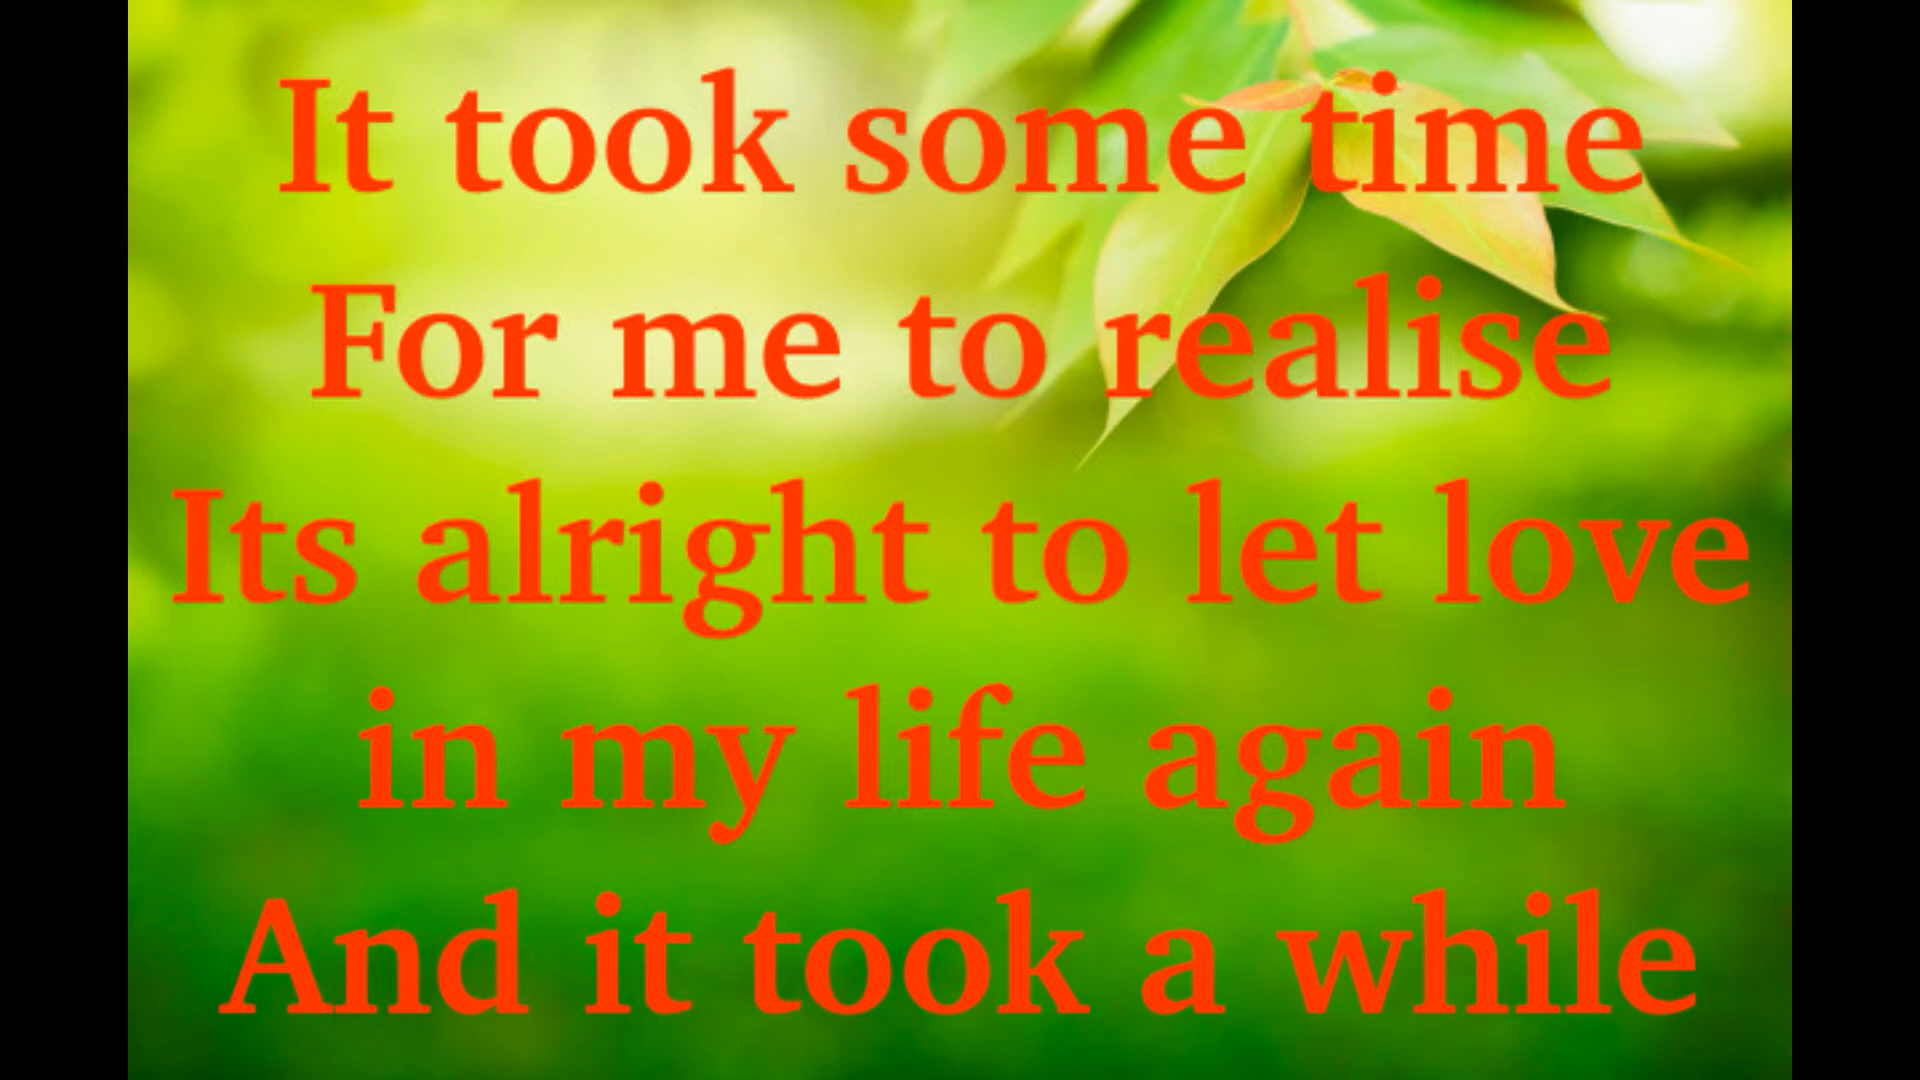 It took some time
For me to realise
Its alright to let love
in my life again
And it took a while